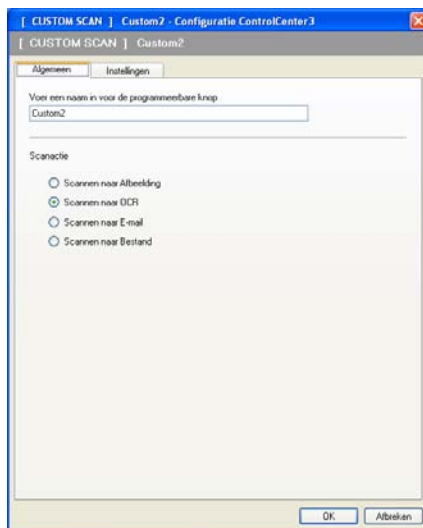 [ CUSTOM SCAN ] Custom2 - Configuratie ControlCenter3
[ CUSTOM SCAN ] Custom2
Algemeen Instellingen
Voer een naam in voor de programmeerbare knop
Custom2
Scanactie
Scannen naar Afbeelding
Scannen naar OCR
Scannen naar E-mail
Scannen naar Bestand
OK Afbreken